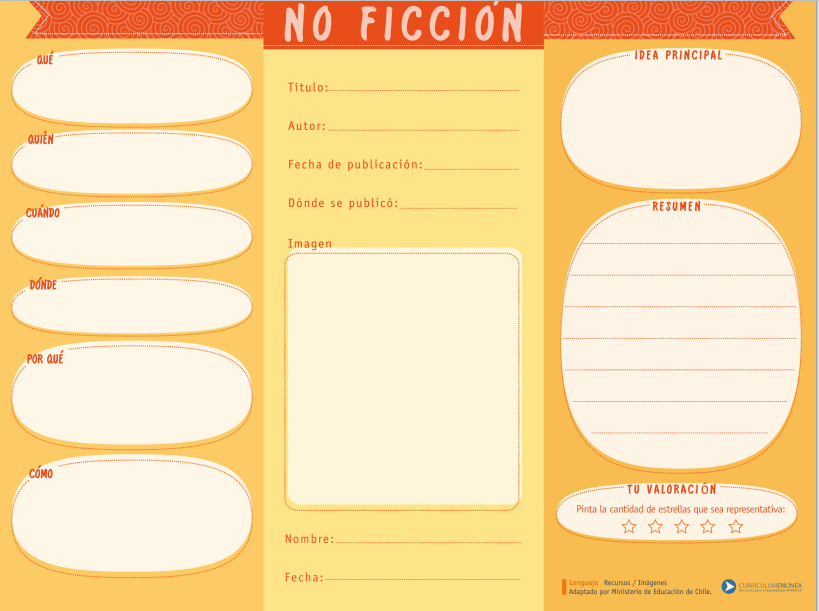 NO FICCIÓN
QUÉ
QUIÉN
CUÁNDO
DÓNDE
POR QUÉ
CÓMO
Título:
Autor:
Fecha de publicación:
Dónde se publicó:
Imagen
Nombre:
Fecha:
IDEA PRINCIPAL
RESUMEN
TU VALORACIÓN
Pinta la cantidad de estrellas que sea representativa:
Lenguaje Recursos / Imágenes
Adaptado por Ministerio de Educación de Chile.
CURRÍCULUMENLÍNEA